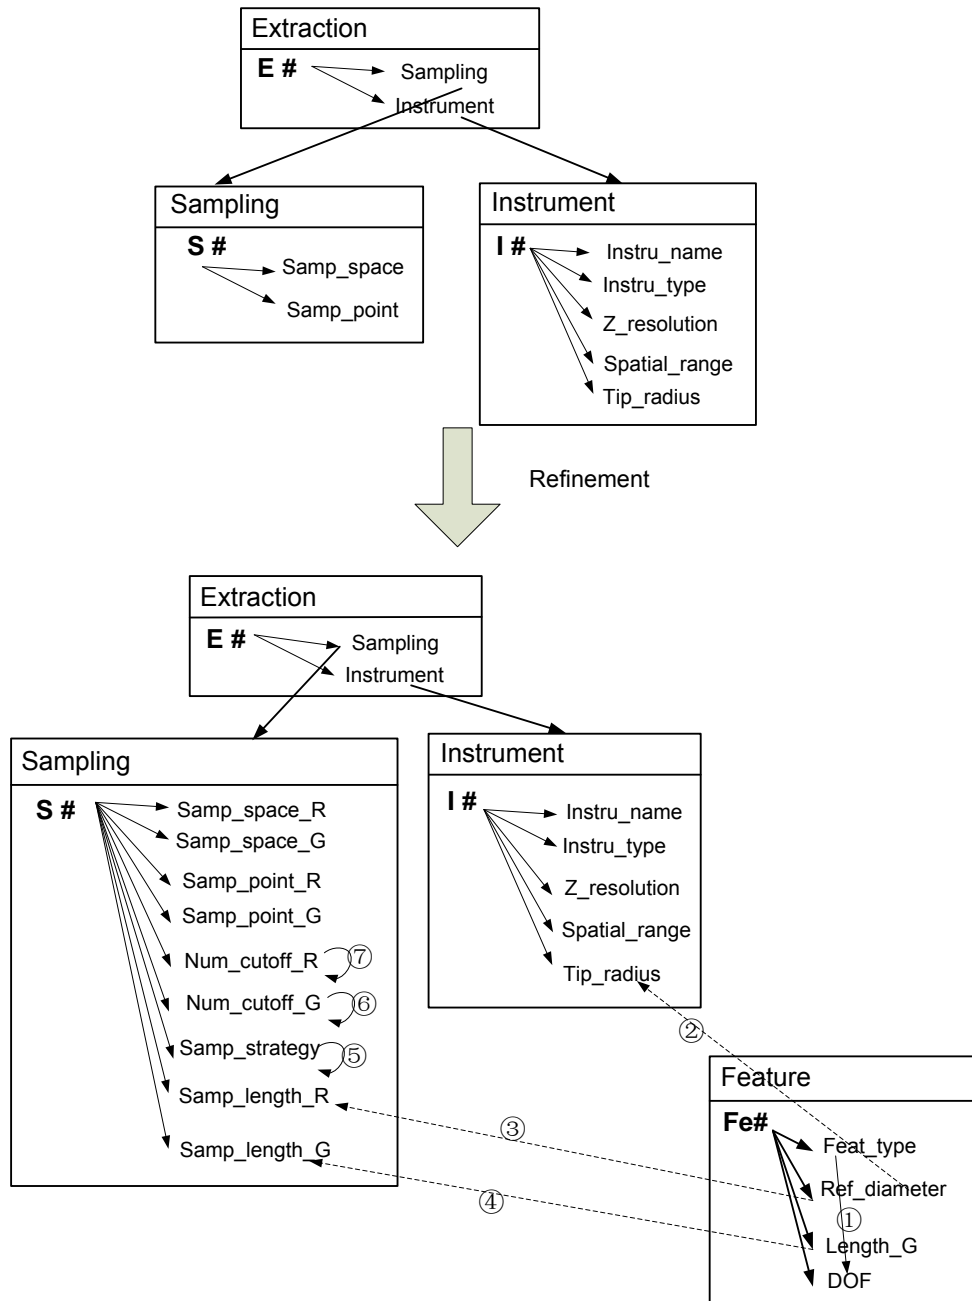 Extraction
E #
Sampling
Instrument
Sampling
S #
Samp_space
Samp_point
Instrument
I #
Instru_name
Instru_type
Z_resolution
Spatial_range
Tip_radius
Refinement
Extraction
E #
Sampling
Instrument
Sampling
S #
Samp_space_R
Samp_space_G
Samp_point_R
Samp_point_G
Num_cutoff_R ⑦
Num_cutoff_G ⑥
Samp_strategy ⑤
Samp_length_R
Samp_length_G
Instrument
I #
Instru_name
Instru_type
Z_resolution
Spatial_range
Tip_radius
②
③
④
Feature
Fe#
Feat_type
Ref_diameter
①
Length_G
DOF